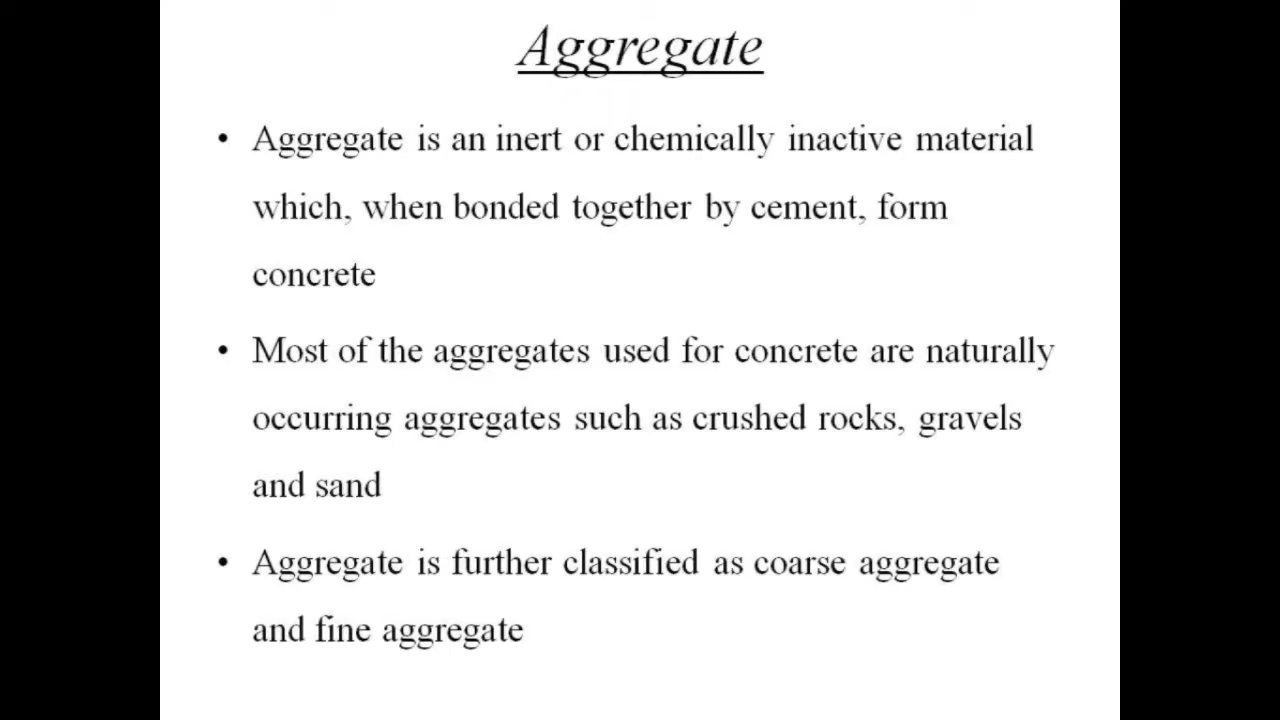 Aggregate
• Aggregate is an inert or chemically inactive material
which, when bonded together by cement, form
concrete
• Most of the aggregates used for concrete are naturally
occurring aggregates such as crushed rocks, gravels
and sand
• Aggregate is further classified as coarse aggregate
and fine aggregate